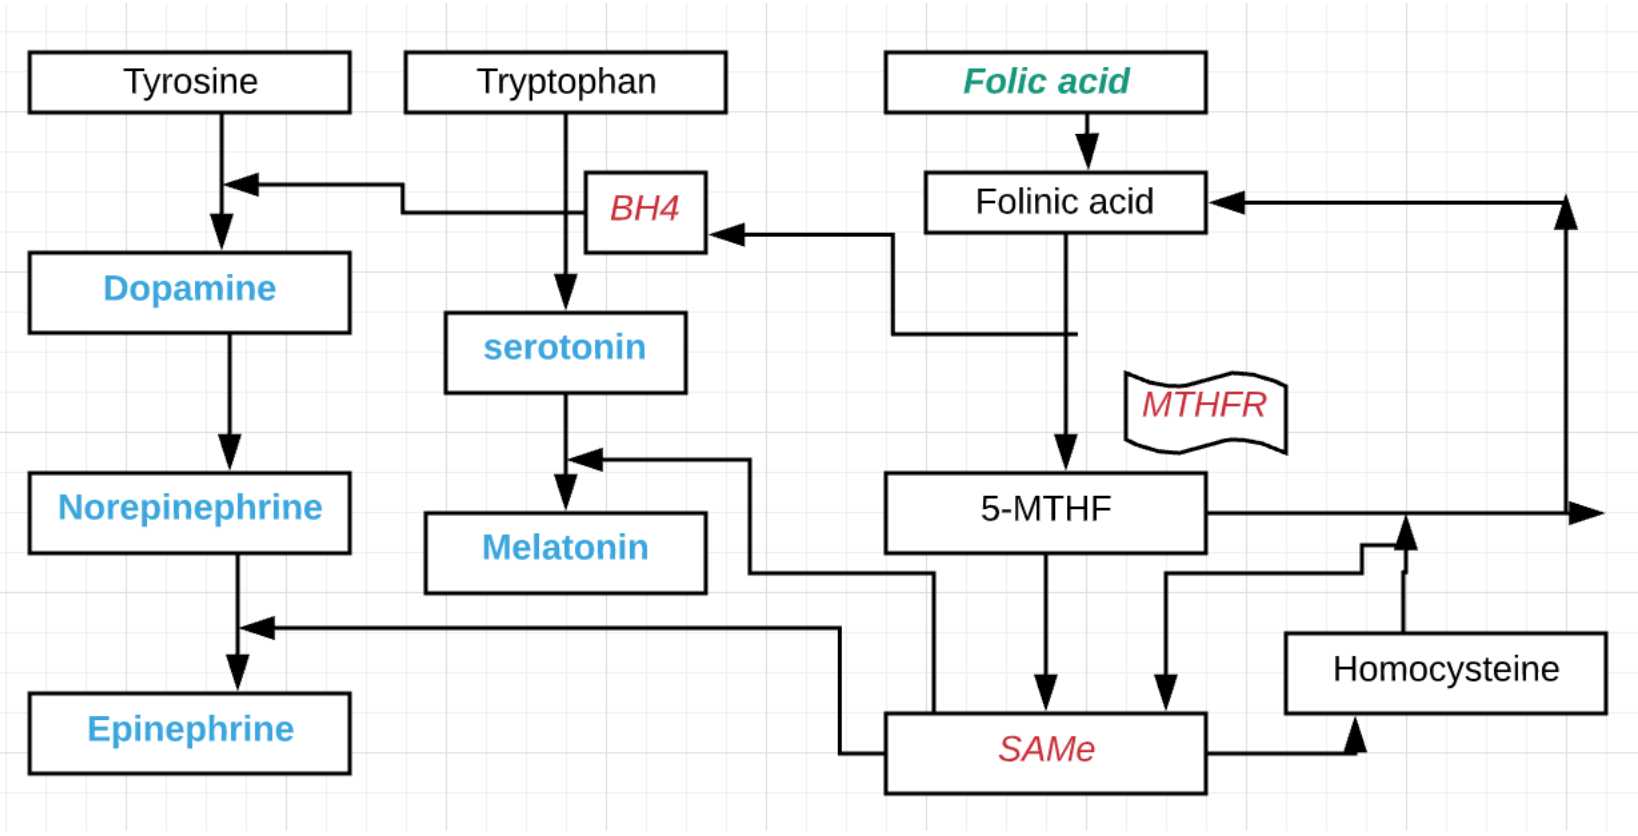 Tyrosine
Tryptophan
Folic acid
BH4
Folinic acid
Dopamine
serotonin
MTHFR
Norepinephrine
Melatonin
5-MTHF
Homocysteine
Epinephrine
SAMe